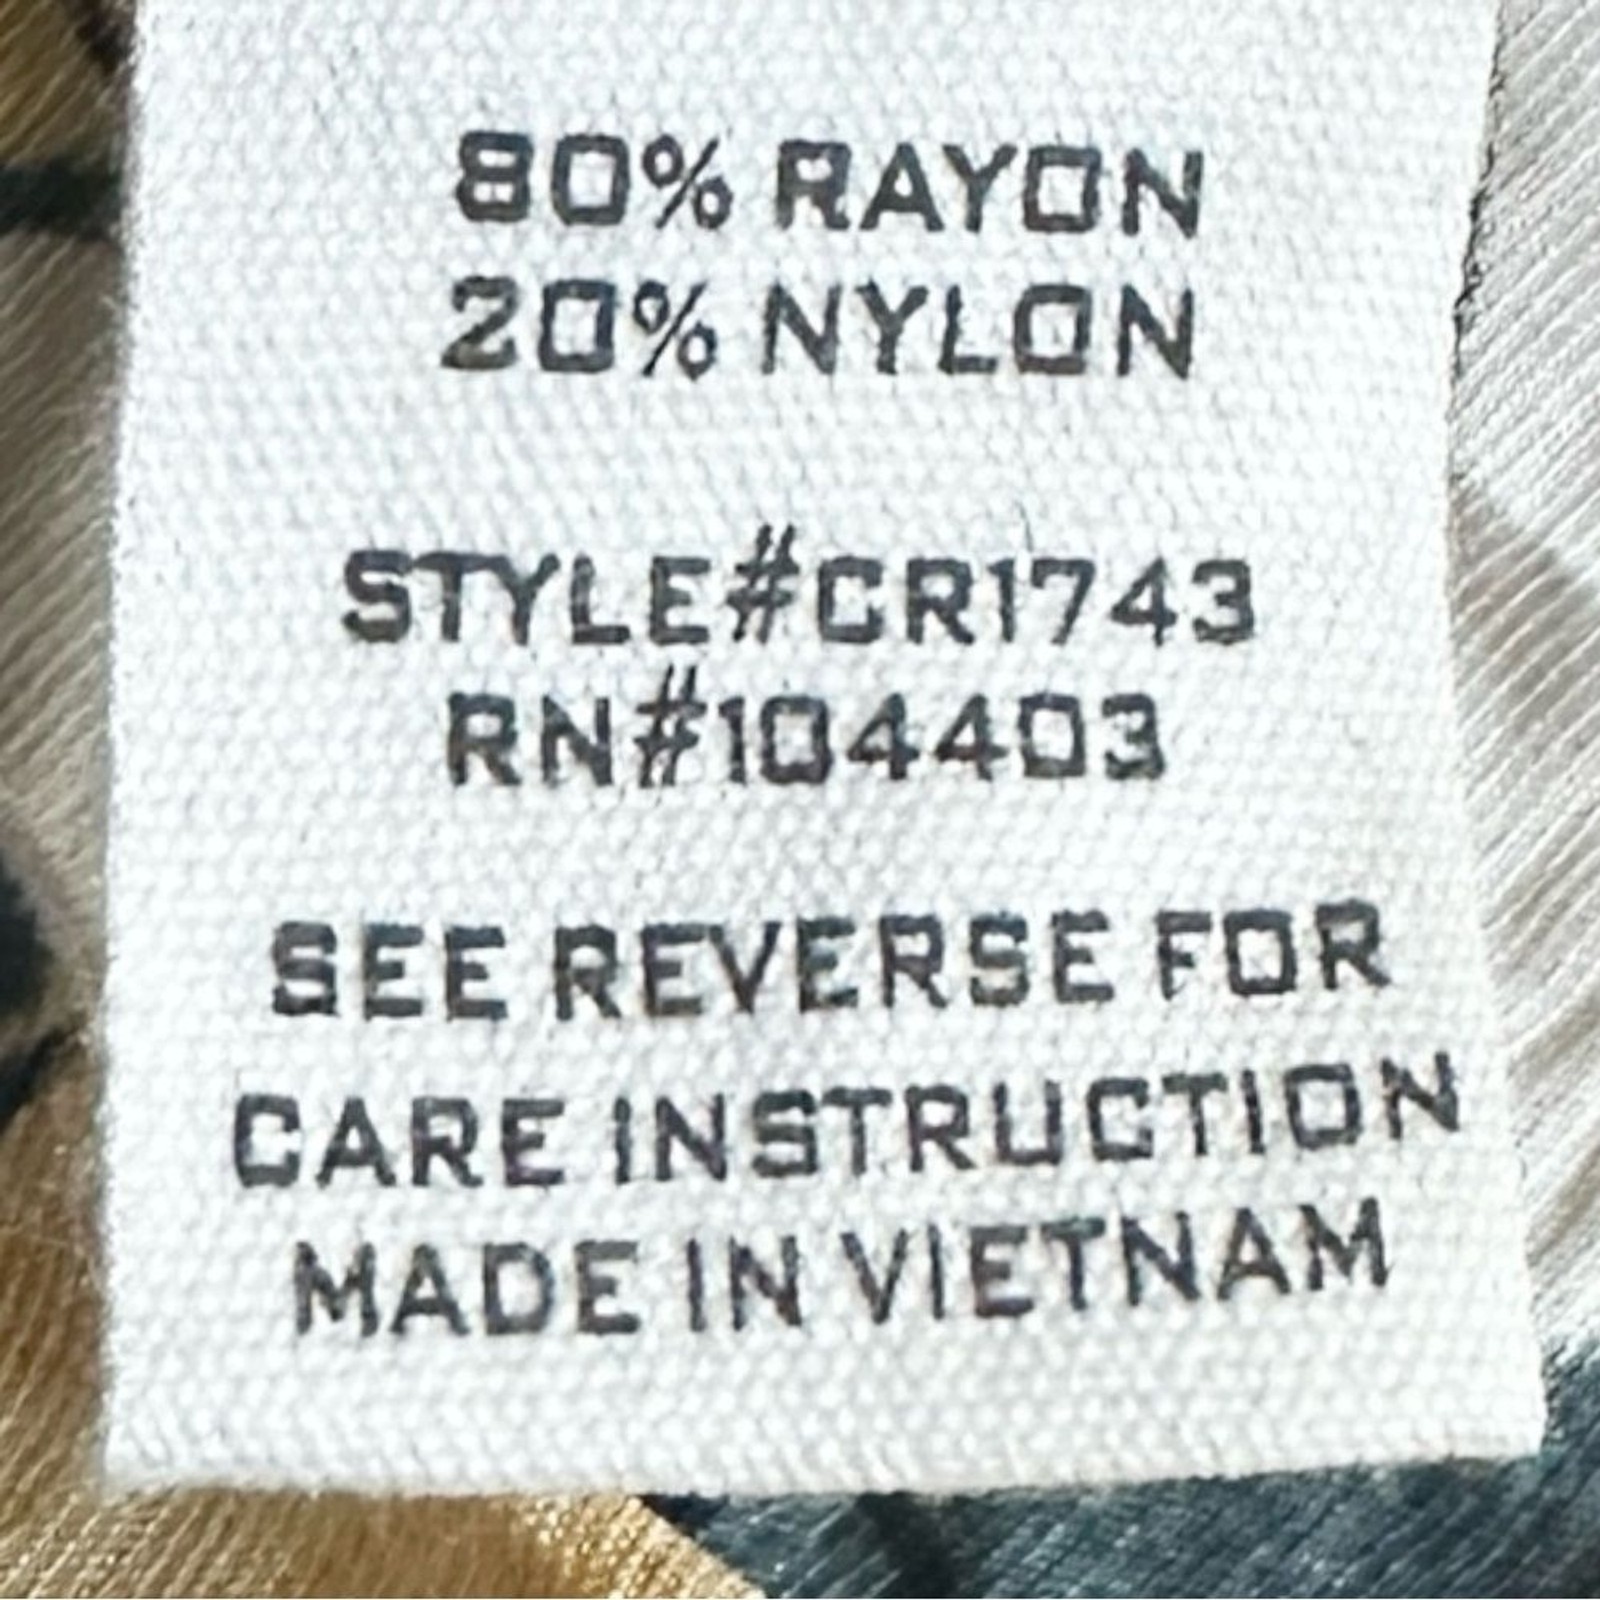 80% RAYON
20% NYLON
STYLE#CR1743
RN#104403
SEE REVERSE FOR
CARE INSTRUCTION
MADE IN VIETNAM